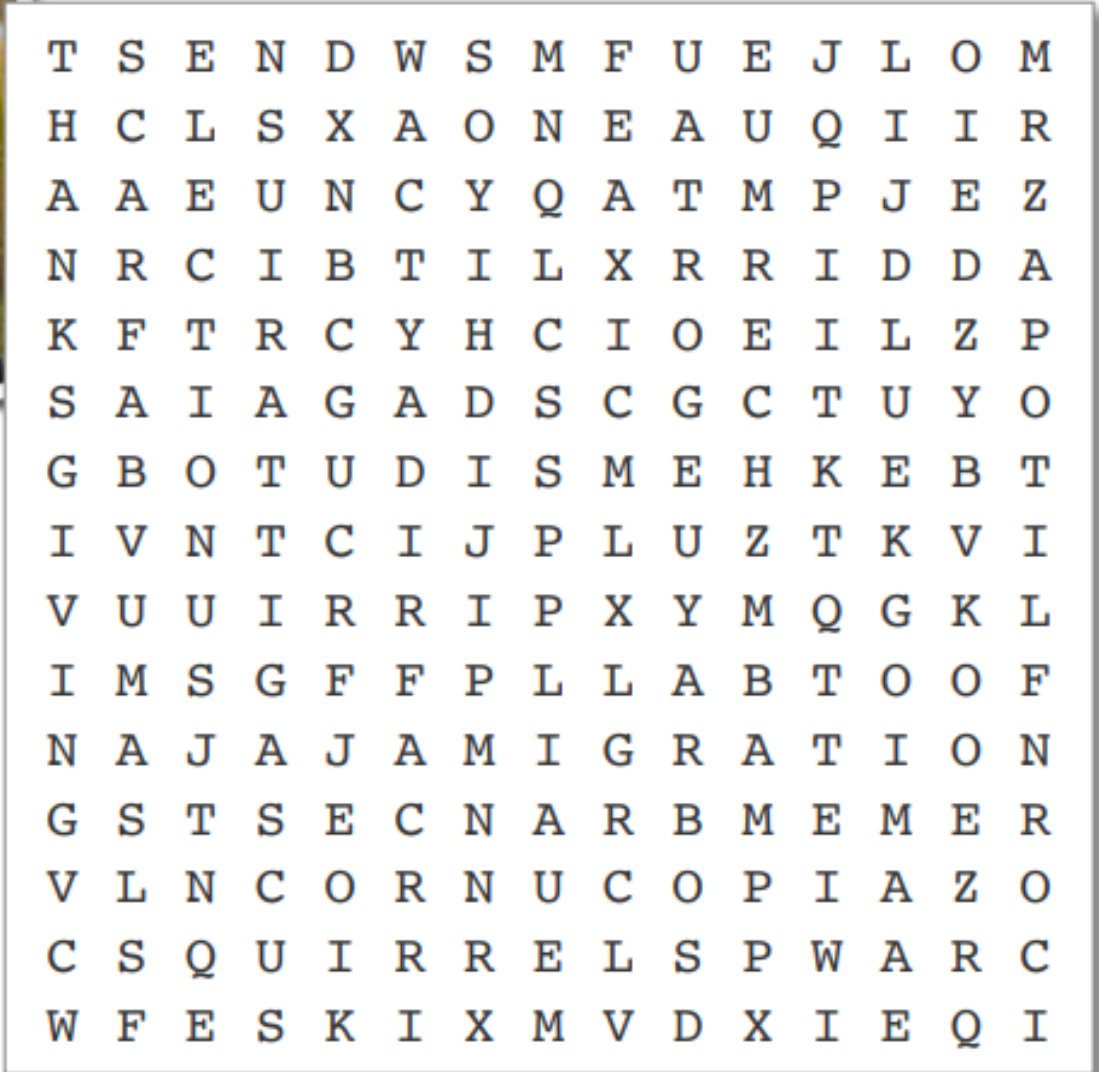 T S E N D W S M F U E J L O M
H C L S X A O N E A U Q I I R
A A E U N C Y Q A T M P J E Z
N R C I B T I L X R R I D D A
K F T R C Y H C I O E I L Z P
S A I A G A D S C G C T U Y O
G B O T U D I S M E H K E B T
I V N T C I J P L U Z T K V I
V U U I R R I P X Y M Q G K L
I M S G F F P L L A B T O O F
N A J A J A M I G R A T I O N
G S T S E C N A R B M E M E R
V L N C O R N U C O P I A Z O
C S Q U I R R E L S P W A R C
W F E S K I X M V D X I E Q I